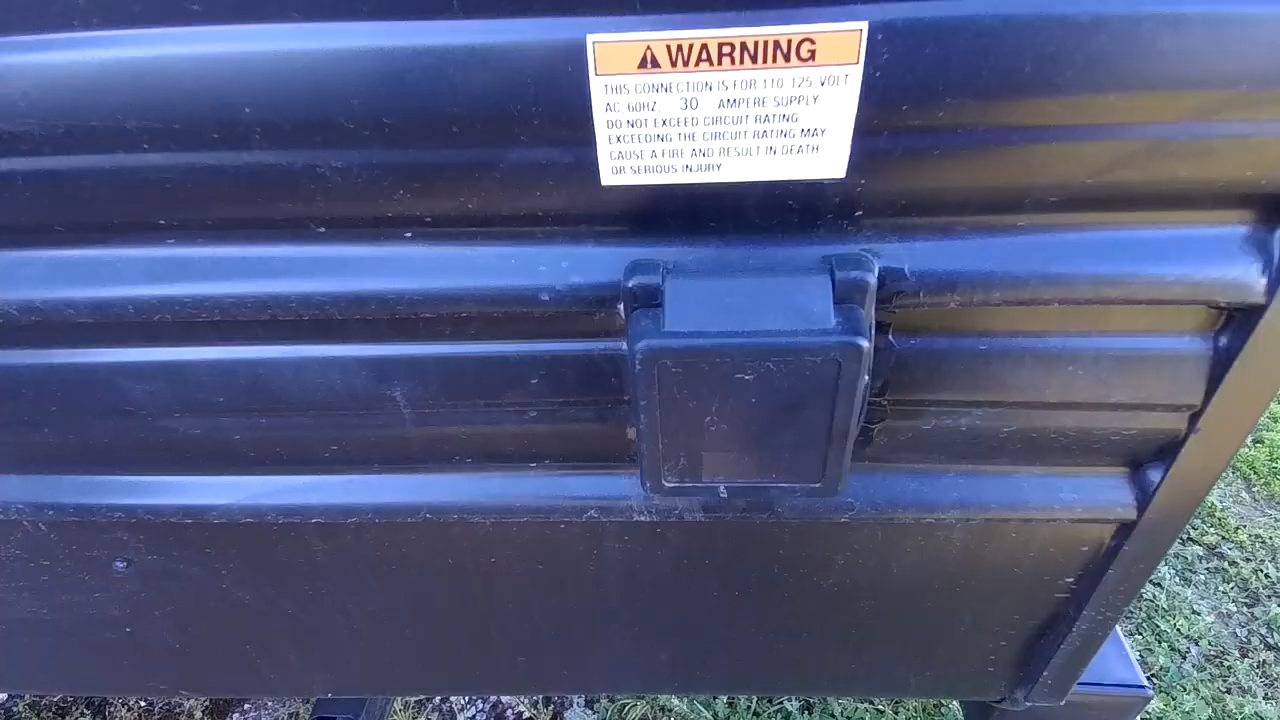 WARNING
THIS CONNECTION IS FOR 110 125 VOLT
AC, 60HZ, 30 AMPERE SUPPLY
DO NOT EXCEED CIRCUIT RATING
EXCEEDING THE CIRCUIT RATING MAY
CAUSE A FIRE AND RESULT IN DEATH
OR SERIOUS INJURY